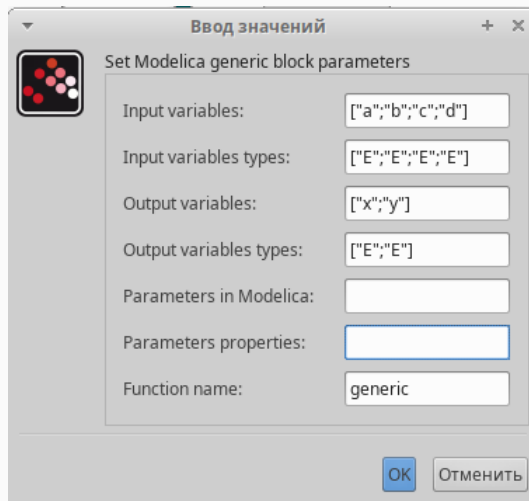 Ввод значений
Set Modelica generic block parameters
Input variables: ["a";"b";"c";"d"]
Input variables types: ["E";"E";"E";"E"]
Output variables: ["x";"y"]
Output variables types: ["E";"E"]
Parameters in Modelica:
Parameters properties:
Function name: generic
OK Отменить